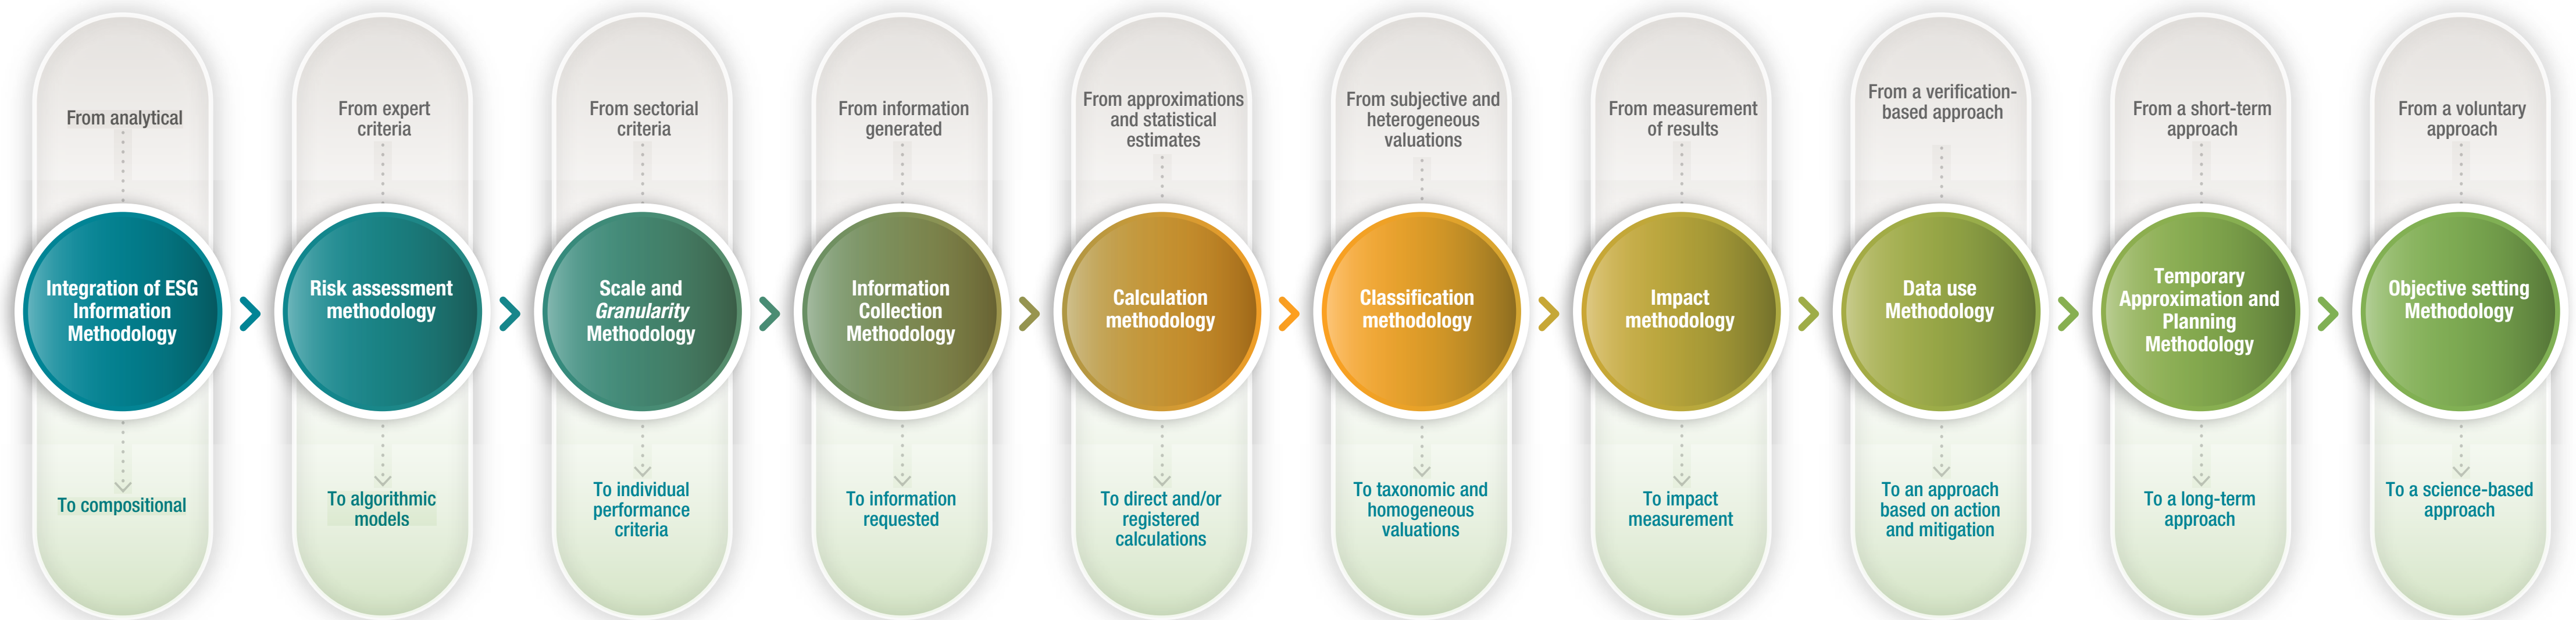 From analytical
Integration of ESG
Information
Methodology
To compositional
From expert
criteria
Risk assessment
methodology
To algorithmic
models
From sectorial
criteria
Scale and
Granularity
Methodology
To individual
performance
criteria
From information
generated
Information
Collection
Methodology
To information
requested
From approximations
and statistical
estimates
Calculation
methodology
To direct and/or
registered
calculations
From subjective and
heterogeneous
valuations
Classification
methodology
To taxonomic and
homogeneous
valuations
From measurement
of results
Impact
methodology
To impact
measurement
From a verification-
based approach
Data use
Methodology
To an approach
based on action
and mitigation
From a short-term
approach
Temporary
Approximation and
Planning
Methodology
To a long-term
approach
From a voluntary
approach
Objective setting
Methodology
To a science-based
approach